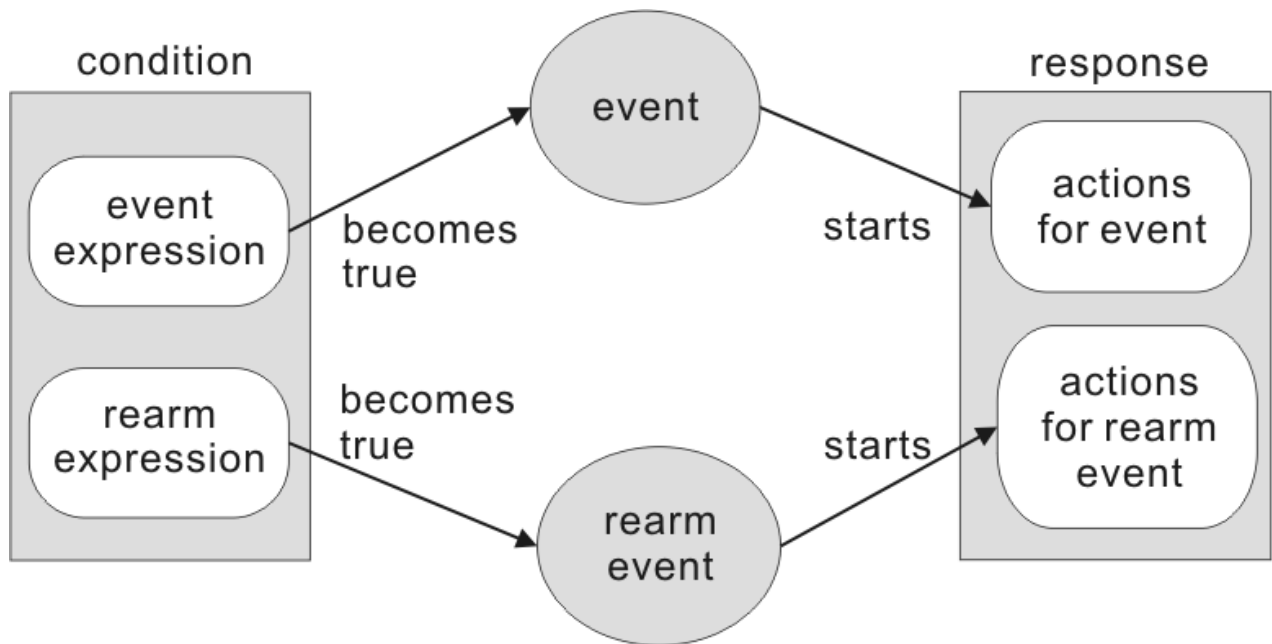 condition
event
expression
rearm
expression
becomes
true
becomes
true
event
rearm
event
starts
starts
response
actions
for event
actions
for rearm
event